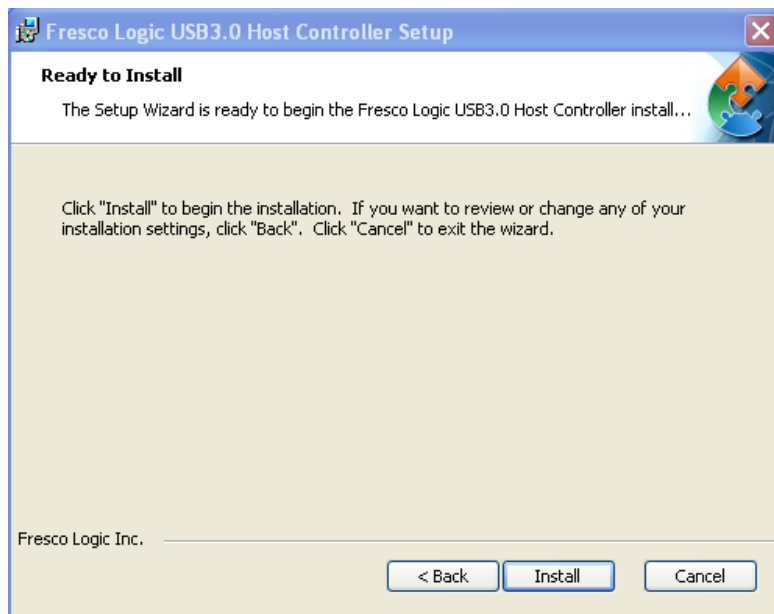 Fresco Logic USB3.0 Host Controller Setup
Ready to Install
The Setup Wizard is ready to begin the Fresco Logic USB3.0 Host Controller install...
Click "Install" to begin the installation.  If you want to review or change any of your
installation settings, click "Back".  Click "Cancel" to exit the wizard.
Fresco Logic Inc.
< Back
Install
Cancel